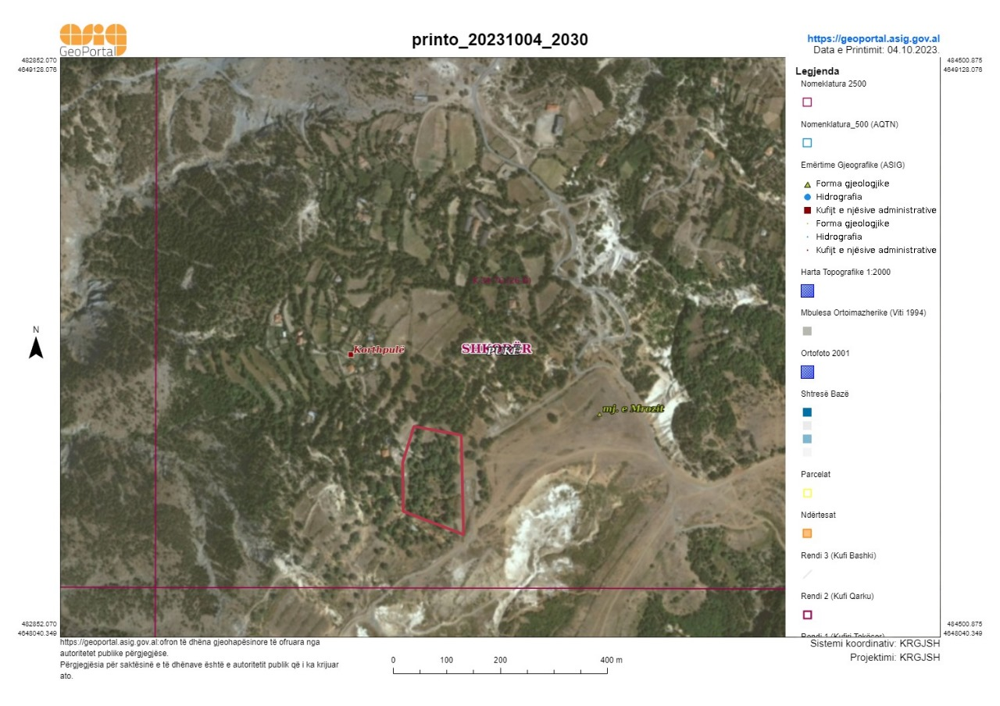 asig
GeoPortal
printo_20231004_2030
https://geoportal.asig.gov.al
Data e Printimit: 04.10.2023.
482852.070
4649128.076
484500.875
4649128.076
Legjenda
Nomeklatura 2500
Nomenklatura_500 (AQTN)
Emërtime Gjeografike (ASIG)
Forma gjeologjike
Hidrografia
Kufijt e njësive administrative
Forma gjeologjike
Hidrografia
Kufijt e njësive administrative
Harta Topografike 1:2000
Mbulesa Ortoimazherike (Viti 1994)
Ortofoto 2001
Shtresë Bazë
Parcelat
Ndërtesat
Rendi 3 (Kufi Bashki)
Rendi 2 (Kufi Qarku)
N
Korthpulë
SHKODËR
PUKË
mj. e Mrozit
482852.070
4648040.349
484500.875
4648040.349
https://geoportal.asig.gov.al:ofron të dhëna gjeohapësinore të ofruara nga
autoritetet publike përgjegjëse.
Përgjegjësia për saktësinë e të dhënave është e autoritetit publik që i ka krijuar
ato.
0 100 200 400 m
Sistemi koordinativ: KRGJSH
Projektimi: KRGJSH